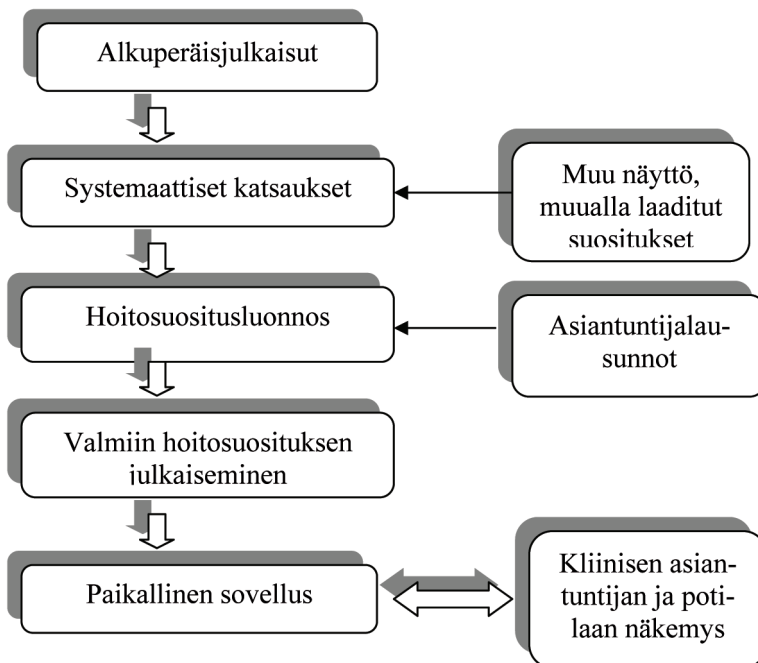 Alkuperäisjulkaisut
Systemaattiset katsaukset
Muu näyttö,
muualla laaditut
suositukset
Hoitosuositusluonnos
Asiantuntijalau-
sunnot
Valmiin hoitosuosituksen
julkaiseminen
Paikallinen sovellus
Kliinisen asian-
tuntijan ja poti-
laan näkemys